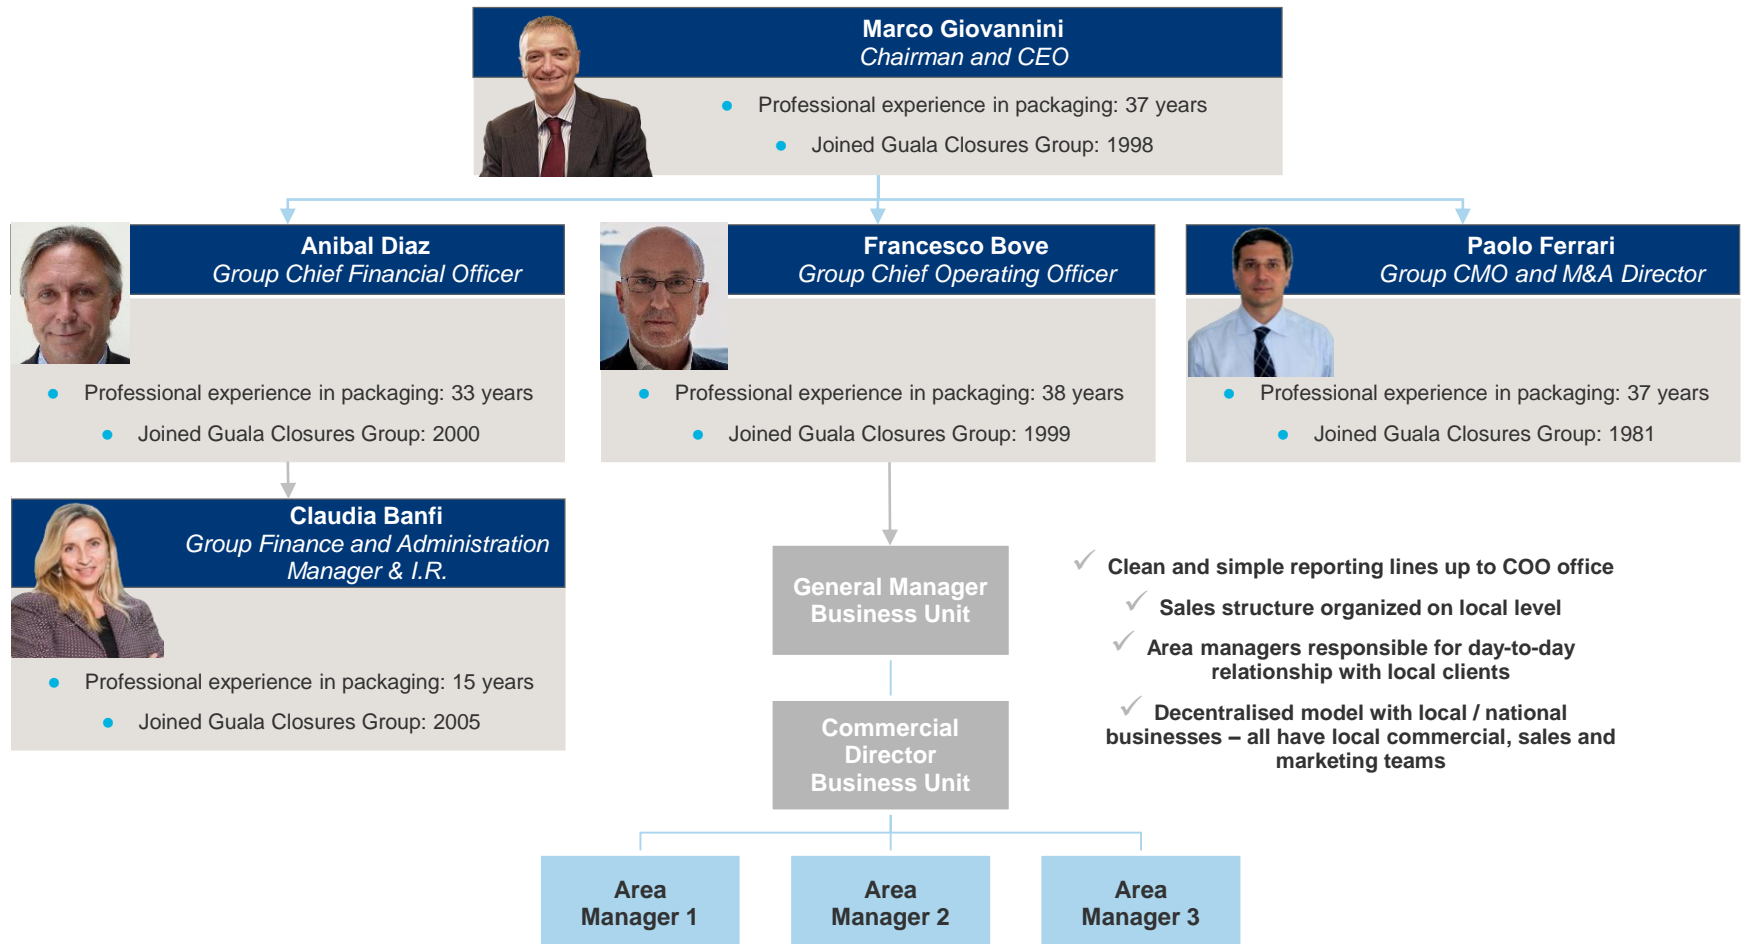 Marco Giovannini
Chairman and CEO
Professional experience in packaging: 37 years
Joined Guala Closures Group: 1998
Anibal Diaz
Group Chief Financial Officer
Professional experience in packaging: 33 years
Joined Guala Closures Group: 2000
Francesco Bove
Group Chief Operating Officer
Professional experience in packaging: 38 years
Joined Guala Closures Group: 1999
Paolo Ferrari
Group CMO and M&A Director
Professional experience in packaging: 37 years
Joined Guala Closures Group: 1981
Claudia Banfi
Group Finance and Administration
Manager & I.R.
Professional experience in packaging: 15 years
Joined Guala Closures Group: 2005
General Manager
Business Unit
Commercial
Director
Business Unit
Clean and simple reporting lines up to COO office
Sales structure organized on local level
Area managers responsible for day-to-day
relationship with local clients
Decentralised model with local / national
businesses – all have local commercial, sales and
marketing teams
Area
Manager 1
Area
Manager 2
Area
Manager 3